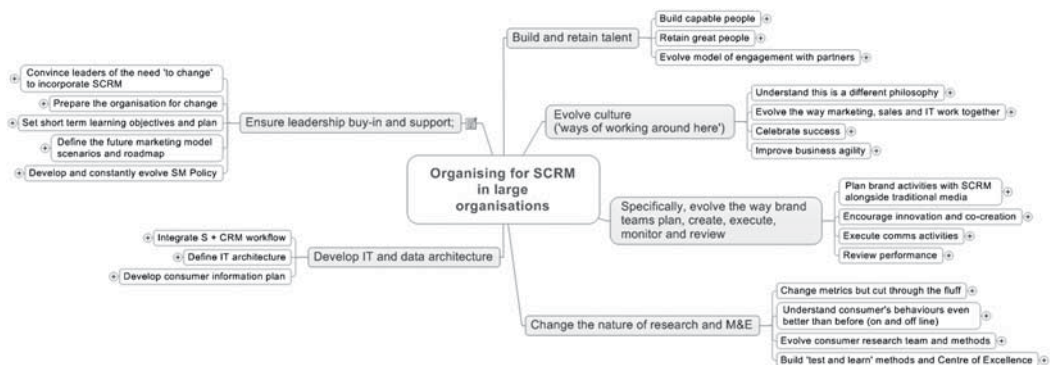 Organising for SCRM
in large
organisations
Build and retain talent
Build capable people
Retain great people
Evolve model of engagement with partners
Evolve culture
('ways of working around here')
Understand this is a different philosophy
Evolve the way marketing, sales and IT work together
Celebrate success
Improve business agility
Specifically, evolve the way brand
teams plan, create, execute,
monitor and review
Plan brand activities with SCRM
alongside traditional media
Encourage innovation and co-creation
Execute comms activities
Review performance
Change the nature of research and M&E
Change metrics but cut through the fluff
Understand consumer's behaviours even
better than before (on and off line)
Evolve consumer research team and methods
Build 'test and learn' methods and Centre of Excellence
Ensure leadership buy-in and support;
Convince leaders of the need 'to change'
to incorporate SCRM
Prepare the organisation for change
Set short term learning objectives and plan
Define the future marketing model
scenarios and roadmap
Develop and constantly evolve SM Policy
Develop IT and data architecture
Integrate S + CRM workflow
Define IT architecture
Develop consumer information plan